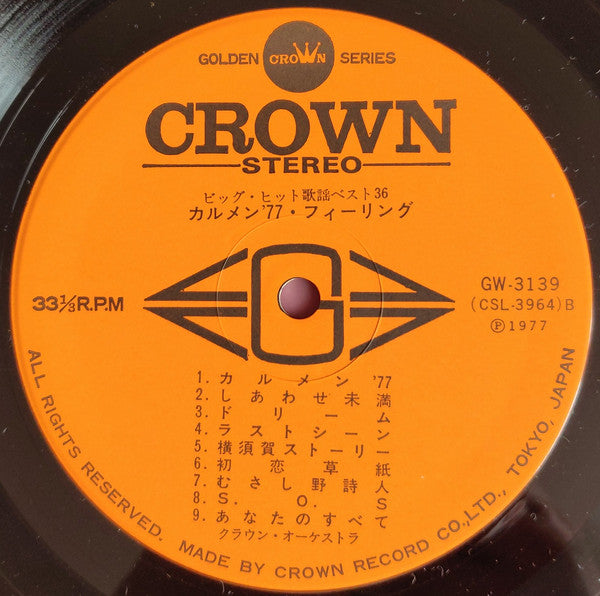 GOLDEN CROWN SERIES
CROWN
STEREO
ビッグ・ヒット歌謡ベスト36
カルメン'77・フィーリング
G
33⅓R.P.M
GW-3139
(CSL-3964)B
Ⓟ1977
1. カルメン'77
2. しあわせ未満
3. ドリーム
4. ラストシーン
5. 横須賀ストーリー
6. 初恋草紙
7. むさし野詩人
8. S.O.S
9. あなたのすべて
クラウン・オーケストラ
ALL RIGHTS RESERVED. MADE BY CROWN RECORD CO.,LTD., TOKYO, JAPAN